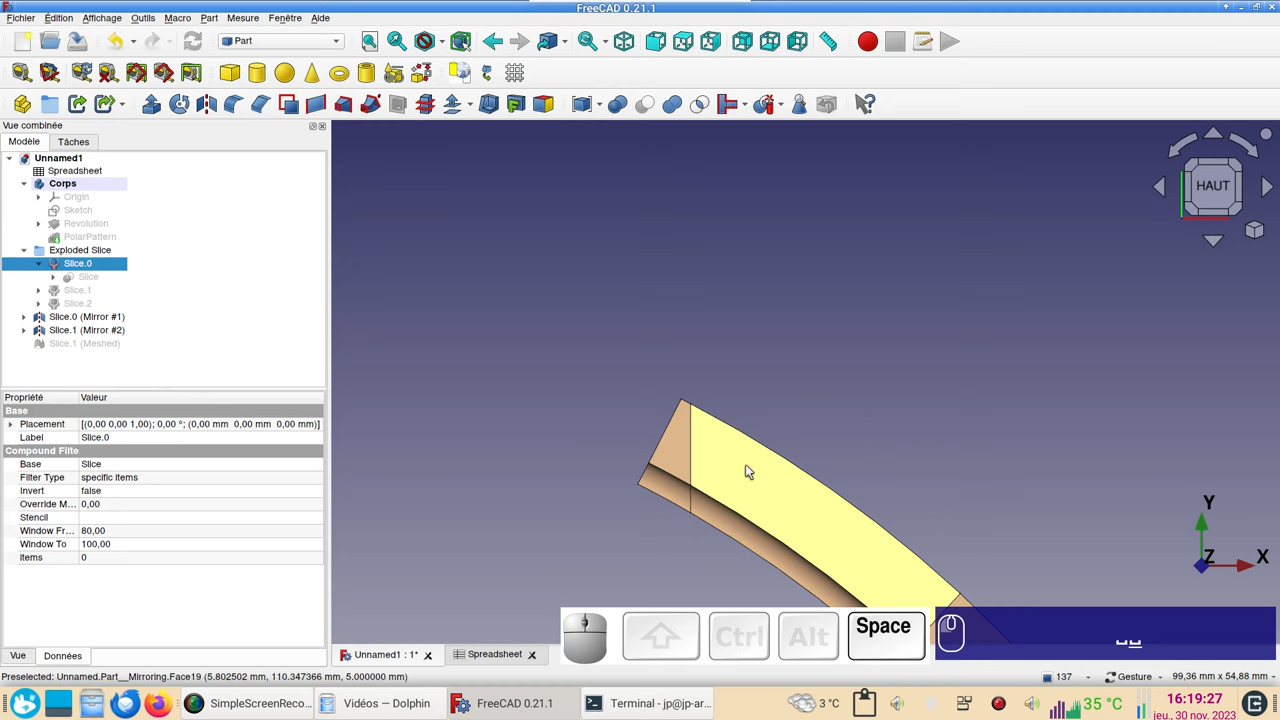 FreeCAD 0.21.1
Fichier Édition Affichage Outils Macro Part Mesure Fenêtre Aide
Part
Vue combinée
Modèle Tâches
Unnamed1
Spreadsheet
Corps
Origin
Sketch
Revolution
PolarPattern
Exploded Slice
Slice.0
Slice
Slice.1
Slice.2
Slice.0 (Mirror #1)
Slice.1 (Mirror #2)
Slice.1 (Meshed)
HAUT
Propriété Valeur
Base
Placement [(0,00 0,00 1,00); 0,00 °; (0,00 mm 0,00 mm 0,00 mm)]
Label Slice.0
Compound Filte
Base Slice
Filter Type specific items
Invert false
Override M... 0,00
Stencil
Window Fr... 80,00
Window To 100,00
Items 0
Y
Z X
Ctrl Alt Space
Vue Données
Unnamed1 : 1* Spreadsheet
Preselected: Unnamed.Part__Mirroring.Face19 (5.802502 mm, 110.347366 mm, 5.000000 mm)
137 Gesture 99,36 mm x 54,88 mm
SimpleScreenReco... Vidéos — Dolphin FreeCAD 0.21.1 Terminal - jp@jp-ar...
3°C 35 °C
16:19:27
jeu., 30 nov. 2023